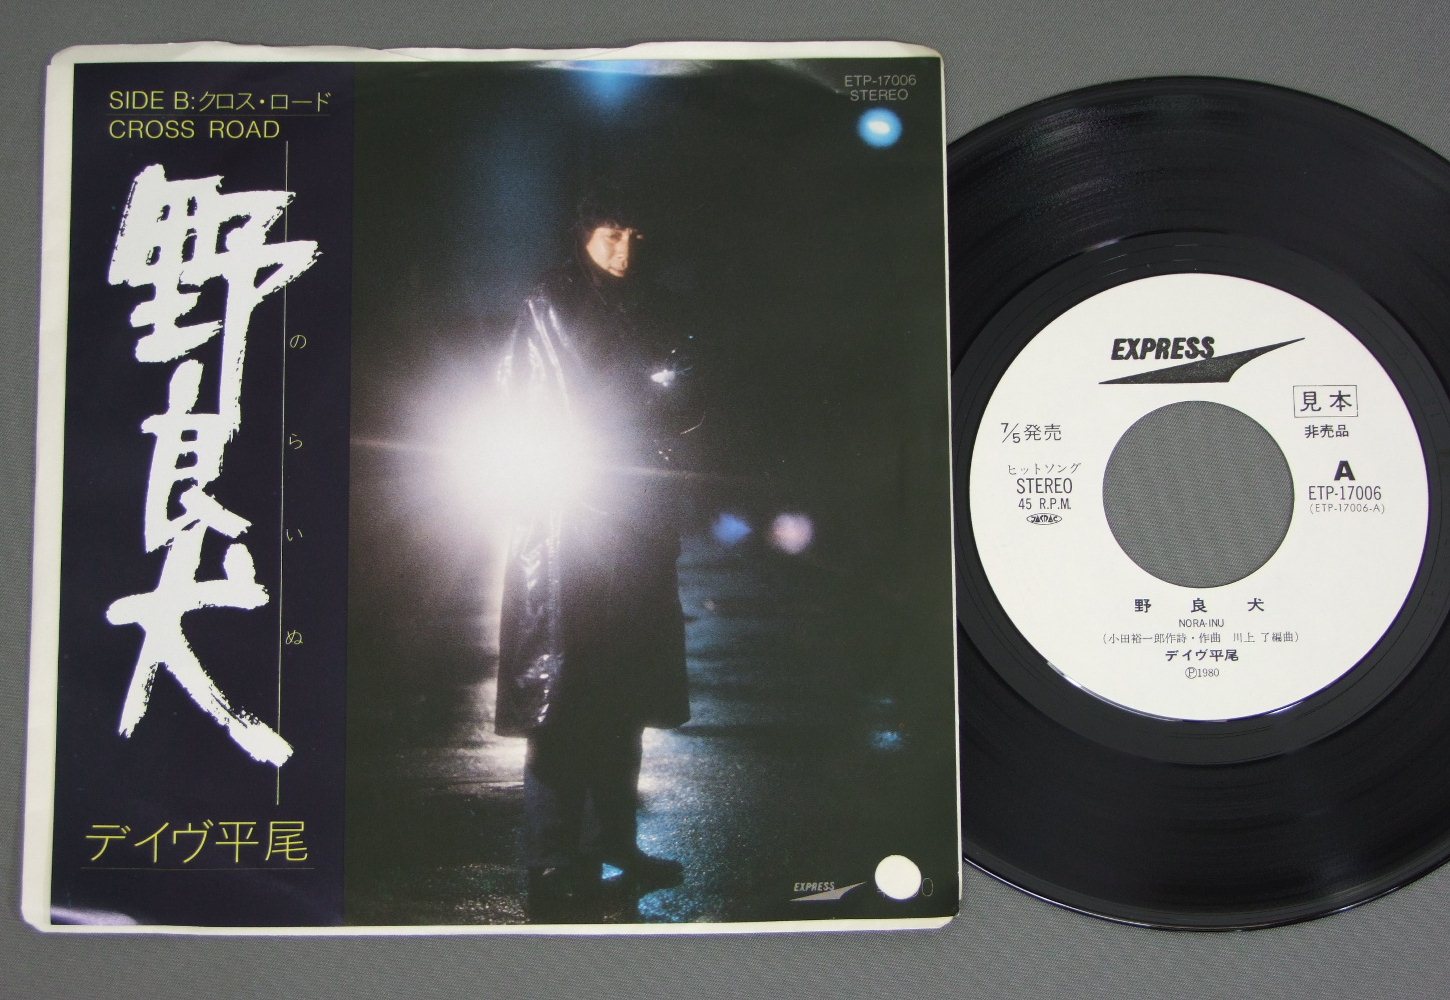 SIDE B:クロス・ロード
CROSS ROAD
野良犬
のらいぬ
デイヴ平尾
ETP-17006
STEREO
EXPRESS
EXPRESS
見本
非売品
7/5発売
ヒットソング
STEREO
45 R.P.M.
JASRAC
A
ETP-17006
(ETP-17006-A)
野良犬
NORA-INU
(小田裕一郎作詩・作曲 川上 了編曲)
デイヴ平尾
Ⓟ1980